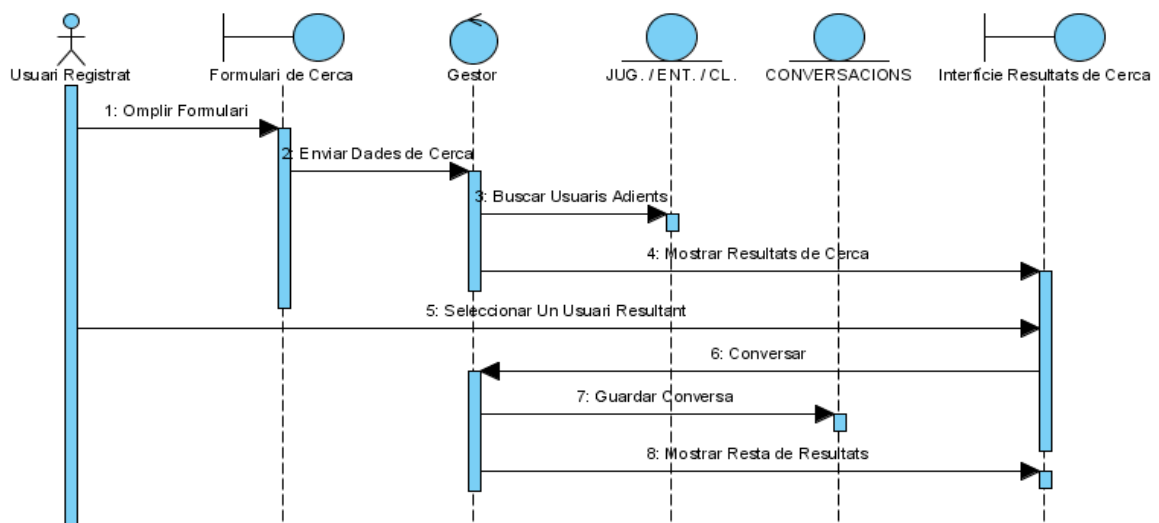 Usuari Registrat
Formulari de Cerca
Gestor
JUG. / ENT. / CL.
CONVERSACIONS
Interfície Resultats de Cerca
1: Omplir Formulari
2: Enviar Dades de Cerca
3: Buscar Usuaris Adients
4: Mostrar Resultats de Cerca
5: Seleccionar Un Usuari Resultant
6: Conversar
7: Guardar Conversa
8: Mostrar Resta de Resultats